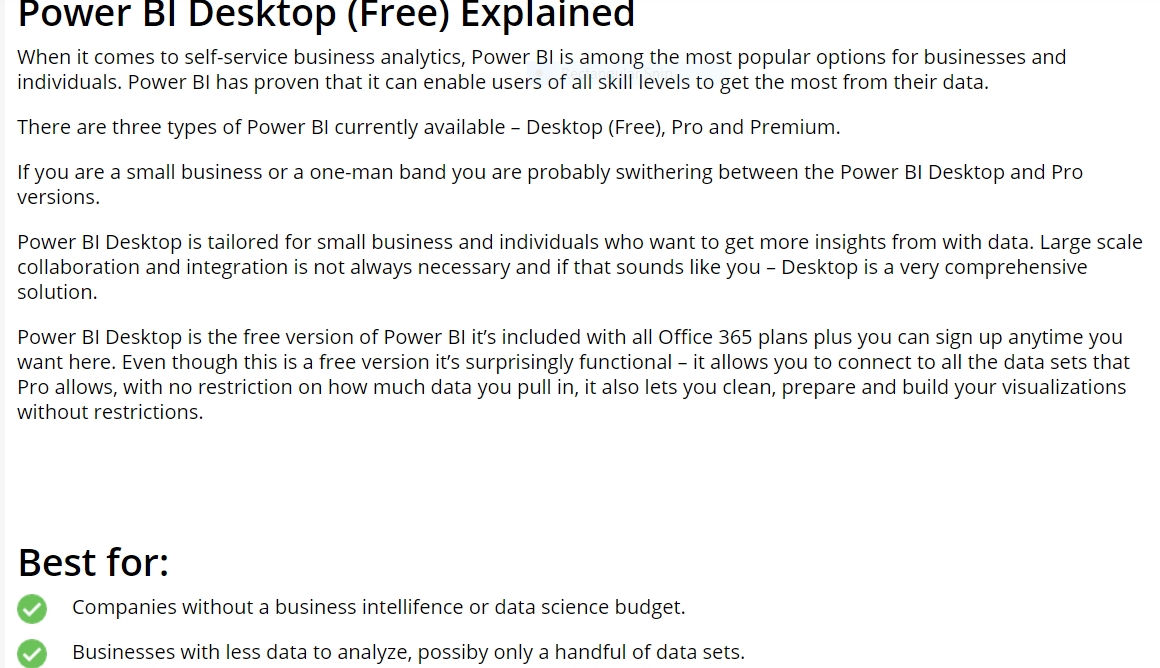 Power BI Desktop (Free) Explained
When it comes to self-service business analytics, Power BI is among the most popular options for businesses and
individuals. Power BI has proven that it can enable users of all skill levels to get the most from their data.
There are three types of Power BI currently available – Desktop (Free), Pro and Premium.
If you are a small business or a one-man band you are probably swithering between the Power BI Desktop and Pro
versions.
Power BI Desktop is tailored for small business and individuals who want to get more insights from with data. Large scale
collaboration and integration is not always necessary and if that sounds like you – Desktop is a very comprehensive
solution.
Power BI Desktop is the free version of Power BI it’s included with all Office 365 plans plus you can sign up anytime you
want here. Even though this is a free version it’s surprisingly functional – it allows you to connect to all the data sets that
Pro allows, with no restriction on how much data you pull in, it also lets you clean, prepare and build your visualizations
without restrictions.
Best for:
Companies without a business intellifence or data science budget.
Businesses with less data to analyze, possiby only a handful of data sets.